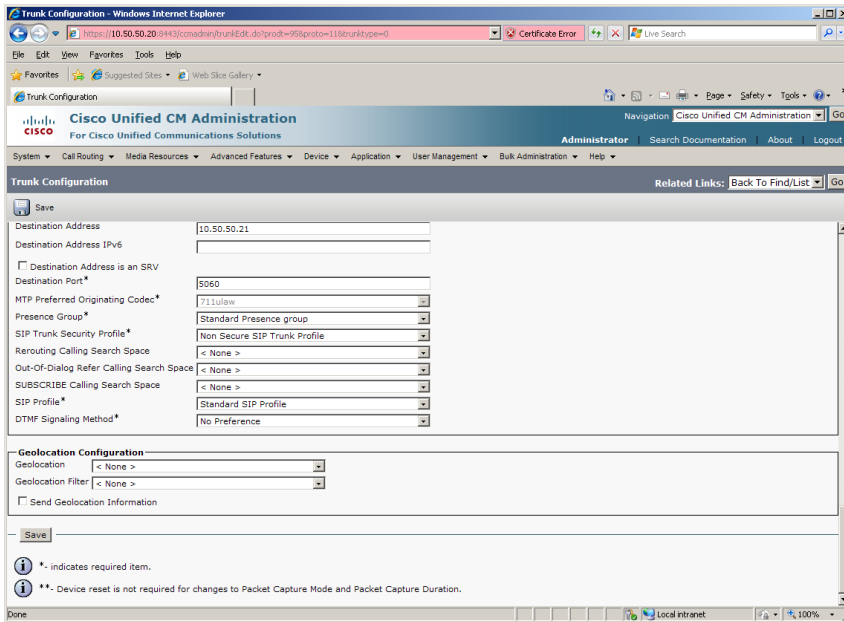 Trunk Configuration - Windows Internet Explorer
https://10.50.50.20:8443/ccmadmin/trunkEdit.do?prodt=95&proto=11&trunktype=0
Certificate Error
Live Search
File Edit View Favorites Tools Help
Favorites Suggested Sites Web Slice Gallery
Trunk Configuration
Page Safety Tools
cisco
Cisco Unified CM Administration
For Cisco Unified Communications Solutions
Navigation Cisco Unified CM Administration Go
Administrator | Search Documentation | About | Logout
System Call Routing Media Resources Advanced Features Device Application User Management Bulk Administration Help
Trunk Configuration
Related Links: Back To Find/List Go
Save
Destination Address 10.50.50.21
Destination Address IPv6
Destination Address is an SRV
Destination Port* 5060
MTP Preferred Originating Codec* 711ulaw
Presence Group* Standard Presence group
SIP Trunk Security Profile* Non Secure SIP Trunk Profile
Rerouting Calling Search Space < None >
Out-Of-Dialog Refer Calling Search Space < None >
SUBSCRIBE Calling Search Space < None >
SIP Profile* Standard SIP Profile
DTMF Signaling Method* No Preference
Geolocation Configuration
Geolocation < None >
Geolocation Filter < None >
Send Geolocation Information
Save
i *- indicates required item.
i **- Device reset is not required for changes to Packet Capture Mode and Packet Capture Duration.
Done
Local intranet
100%